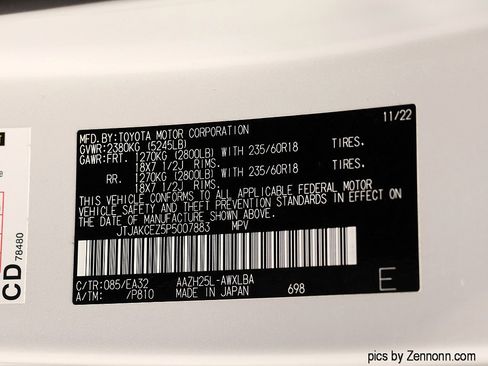 MFD.BY:TOYOTA MOTOR CORPORATION 11/22
GVWR:2380KG (5245LB)
GAWR:FRT. 1270KG (2800LB) WITH 235/60R18 TIRES.
18X7 1/2J RIMS.
RR. 1270KG (2800LB) WITH 235/60R18 TIRES.
18X7 1/2J RIMS.
THIS VEHICLE CONFORMS TO ALL APPLICABLE FEDERAL MOTOR
VEHICLE SAFETY AND THEFT PREVENTION STANDARDS IN EFFECT ON
THE DATE OF MANUFACTURE SHOWN ABOVE.
JTJAKCEZ5P5007883 MPV
C/TR:085/EA32 AAZH25L-AWXLBA
A/TM: /P810 MADE IN JAPAN 698
E
CD
78480
pics by Zennonn.com